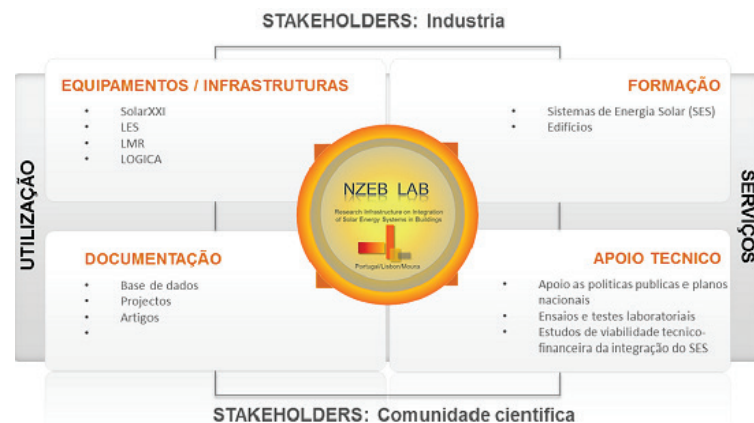 STAKEHOLDERS: Industria
EQUIPAMENTOS / INFRASTRUTURAS
• SolarXXI
• LES
• LMR
• LOGICA
FORMAÇÃO
• Sistemas de Energia Solar (SES)
• Edifícios
UTILIZAÇÃO
NZEB LAB
Research Infrastructure on Integration
of Solar Energy Systems in Buildings
Portugal/Lisbon/Moura
SERVIÇOS
DOCUMENTAÇÃO
• Base de dados
• Projectos
• Artigos
•
APOIO TECNICO
• Apoio as politicas publicas e planos
nacionais
• Ensaios e testes laboratoriais
• Estudos de viabilidade tecnico-
financeira da integração do SES
STAKEHOLDERS: Comunidade cientifica